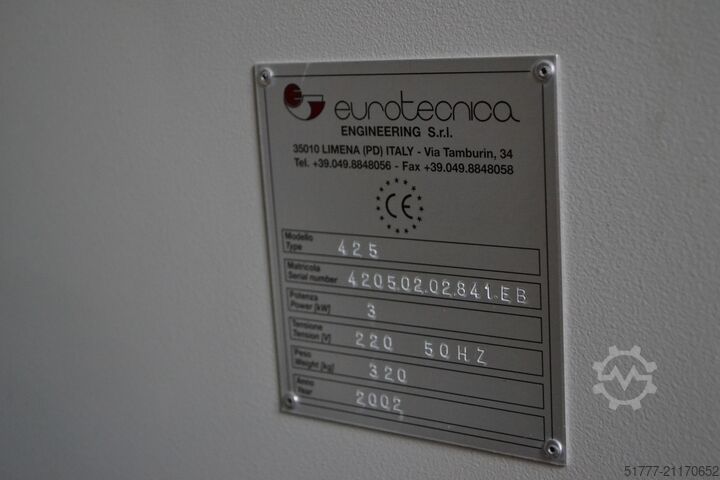 eurotecnica
ENGINEERING S.r.l.
35010 LIMENA (PD) ITALY - Via Tamburin, 34
Tel. +39.049.8848056 - Fax +39.049.8848058
CE
Modello
Type 425
Matricola
Serial number 420502.02.841.EB
Potenza
Power [kW] 3
Tensione
Tension [V] 220 50HZ
Peso
Weight [kg] 320
Anno
Year 2002
51777-21170652